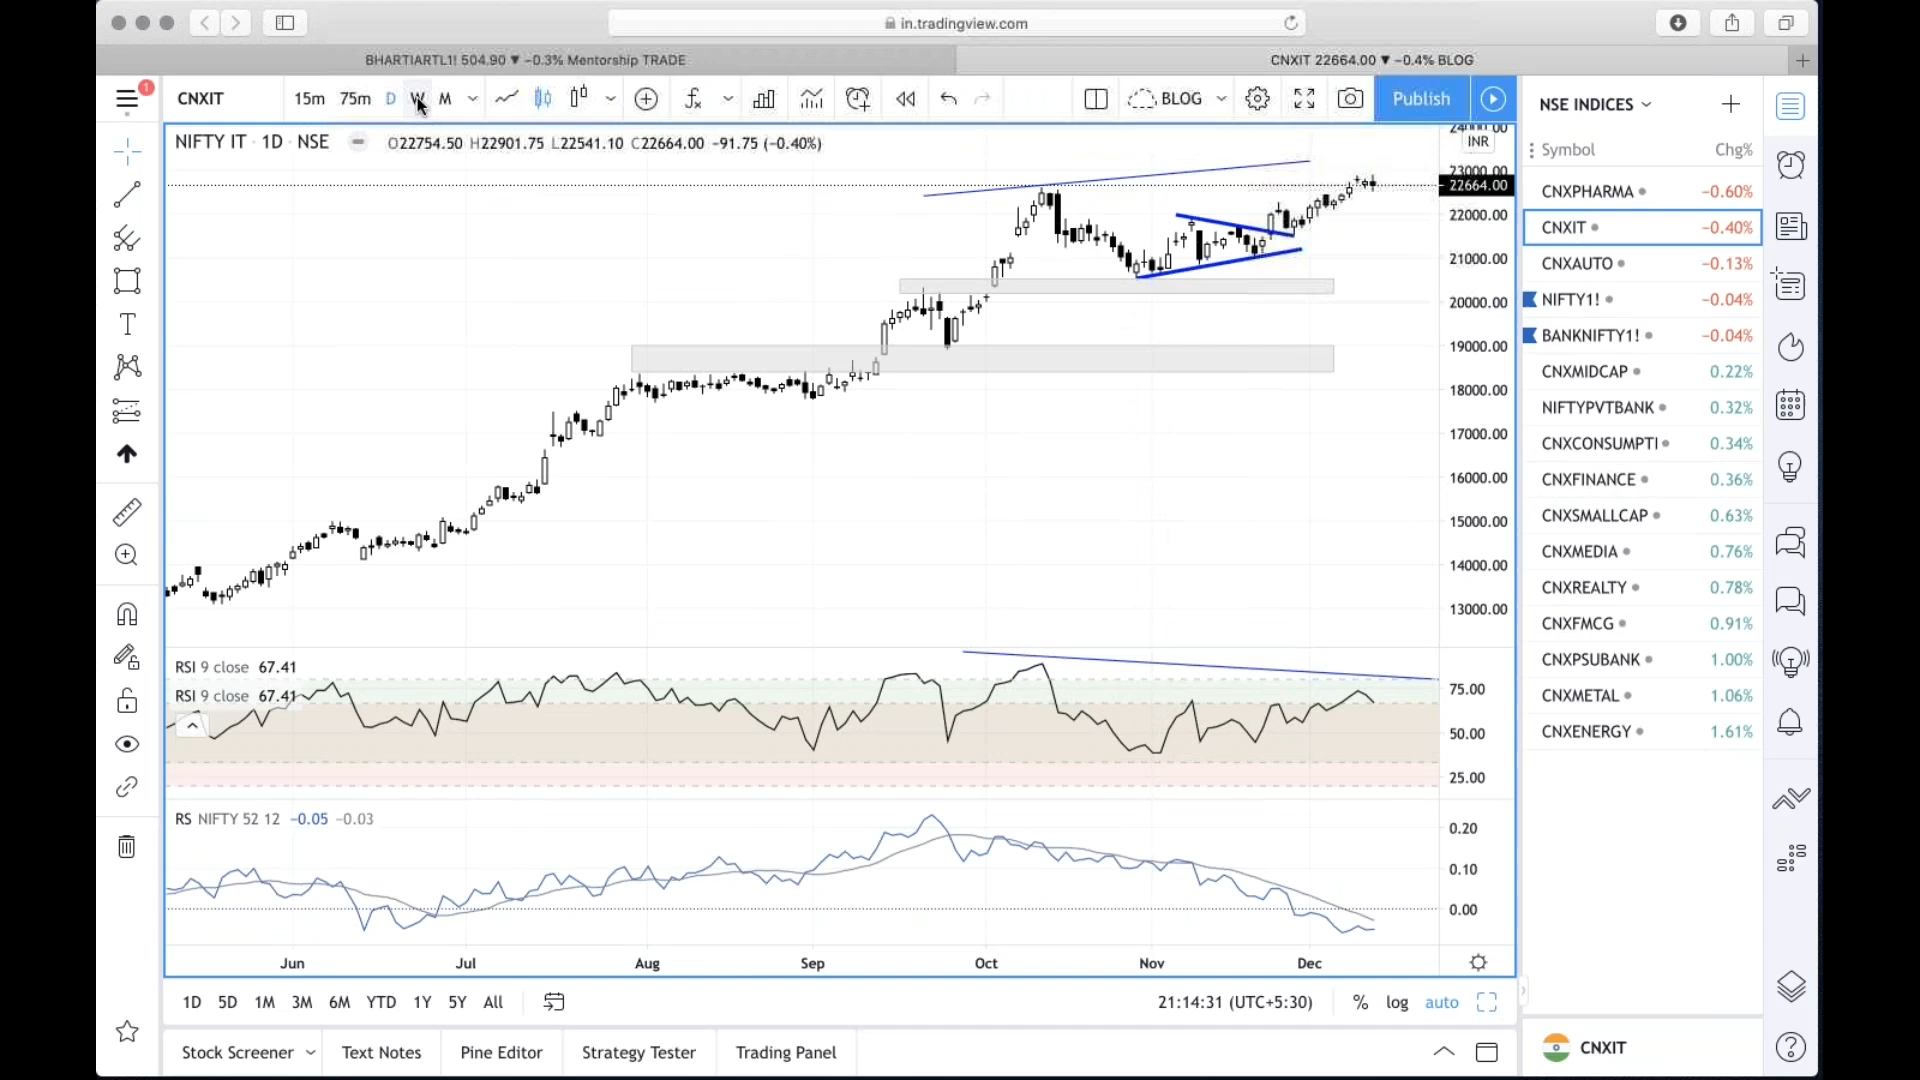 in.tradingview.com
BHARTIARTL1! 504.90 ▼ −0.3% Mentorship TRADE
CNXIT 22664.00 ▼ −0.4% BLOG
1
CNXIT
15m 75m D W M
BLOG
Publish
NIFTY IT · 1D · NSE
O22754.50 H22901.75 L22541.10 C22664.00 −91.75 (−0.40%)
24000.00
INR
23000.00
22664.00
22000.00
21000.00
20000.00
19000.00
18000.00
17000.00
16000.00
15000.00
14000.00
13000.00
RSI 9 close 67.41
RSI 9 close 67.41
75.00
50.00
25.00
RS NIFTY 52 12 −0.05 −0.03
0.20
0.10
0.00
Jun Jul Aug Sep Oct Nov Dec
1D 5D 1M 3M 6M YTD 1Y 5Y All
21:14:31 (UTC+5:30)
% log auto
Stock Screener Text Notes Pine Editor Strategy Tester Trading Panel
NSE INDICES
Symbol Chg%
CNXPHARMA −0.60%
CNXIT −0.40%
CNXAUTO −0.13%
NIFTY1! −0.04%
BANKNIFTY1! −0.04%
CNXMIDCAP 0.22%
NIFTYPVTBANK 0.32%
CNXCONSUMPTI 0.34%
CNXFINANCE 0.36%
CNXSMALLCAP 0.63%
CNXMEDIA 0.76%
CNXREALTY 0.78%
CNXFMCG 0.91%
CNXPSUBANK 1.00%
CNXMETAL 1.06%
CNXENERGY 1.61%
CNXIT